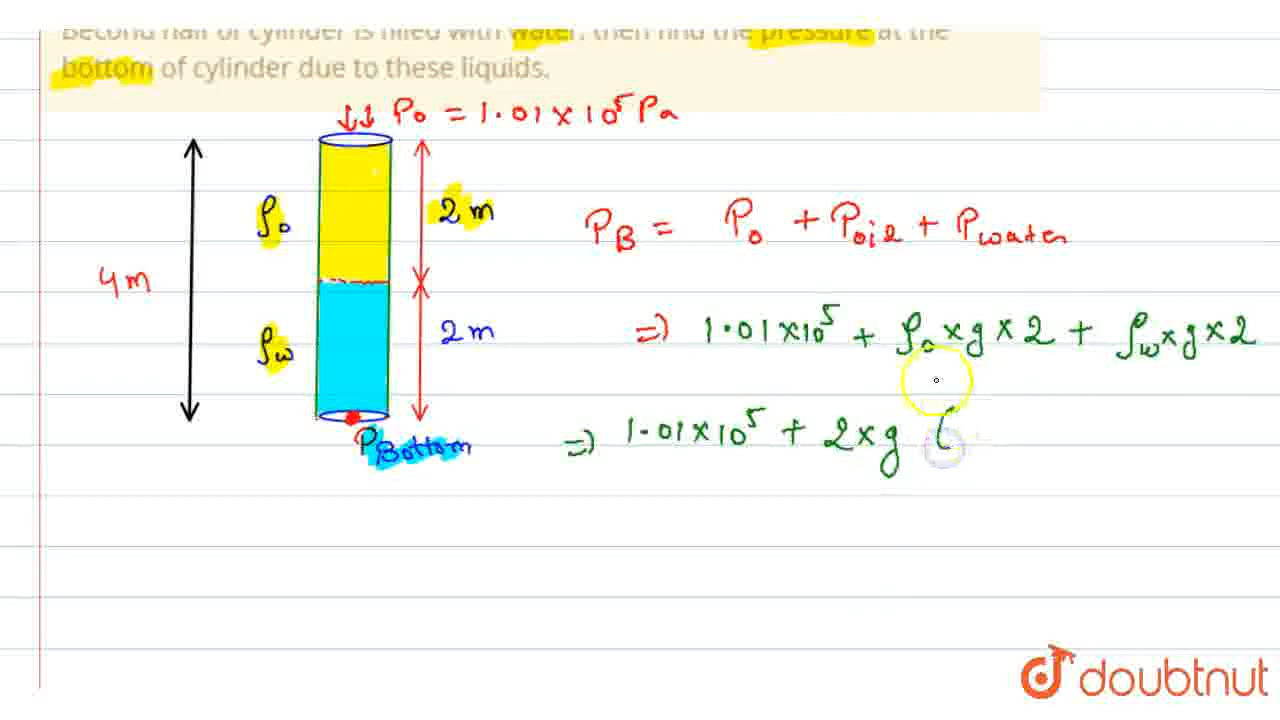 Second half of cylinder is filled with water. then find the pressure at the
bottom of cylinder due to these liquids.
↓↓ P₀ = 1.01 × 10⁵ Pa
ρ₀ 2 m
P_B = P₀ + P_oil + P_water
4 m
ρ_w 2 m
⇒) 1.01×10⁵ + ρ₀ × g × 2 + ρ_w × g × 2
P_Bottom
⇒) 1.01×10⁵ + 2 × g (
doubtnut